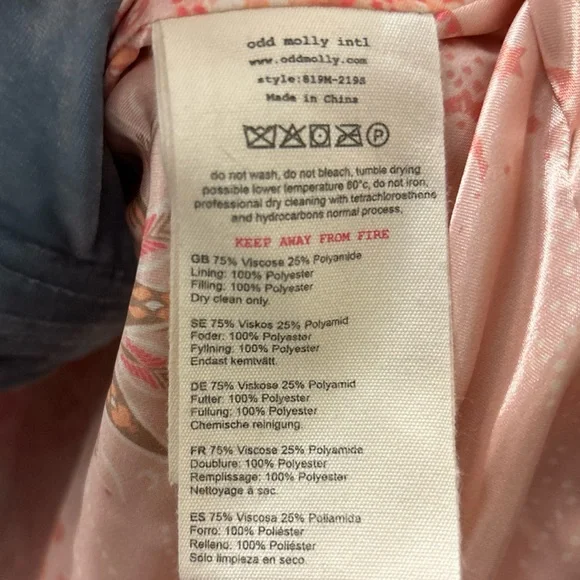 odd molly intl
www.oddmolly.com
style:819M-219S
Made in China
P
do not wash, do not bleach, tumble drying
possible lower temperature 60°c, do not iron,
professional dry cleaning with tetrachloroethene
and hydrocarbons normal process,
KEEP AWAY FROM FIRE
GB 75% Viscose 25% Polyamide
Lining: 100% Polyester
Filling: 100% Polyester
Dry clean only.
SE 75% Viskos 25% Polyamid
Foder: 100% Polyester
Fyllning: 100% Polyester
Endast kemtvätt.
DE 75% Viskose 25% Polyamid
Futter: 100% Polyester
Füllung: 100% Polyester
Chemische reinigung.
FR 75% Viscose 25% Polyamide
Doublure: 100% Polyester
Remplissage: 100% Polyester
Nettoyage á sec.
ES 75% Viscosa 25% Poliamida
Forro: 100% Poliéster
Relleno: 100% Poliéster
Sólo limpieza en seco.